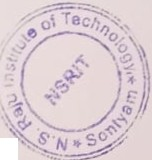 N.S. Raju Institute of Technology * Sontyam *
NSRIT